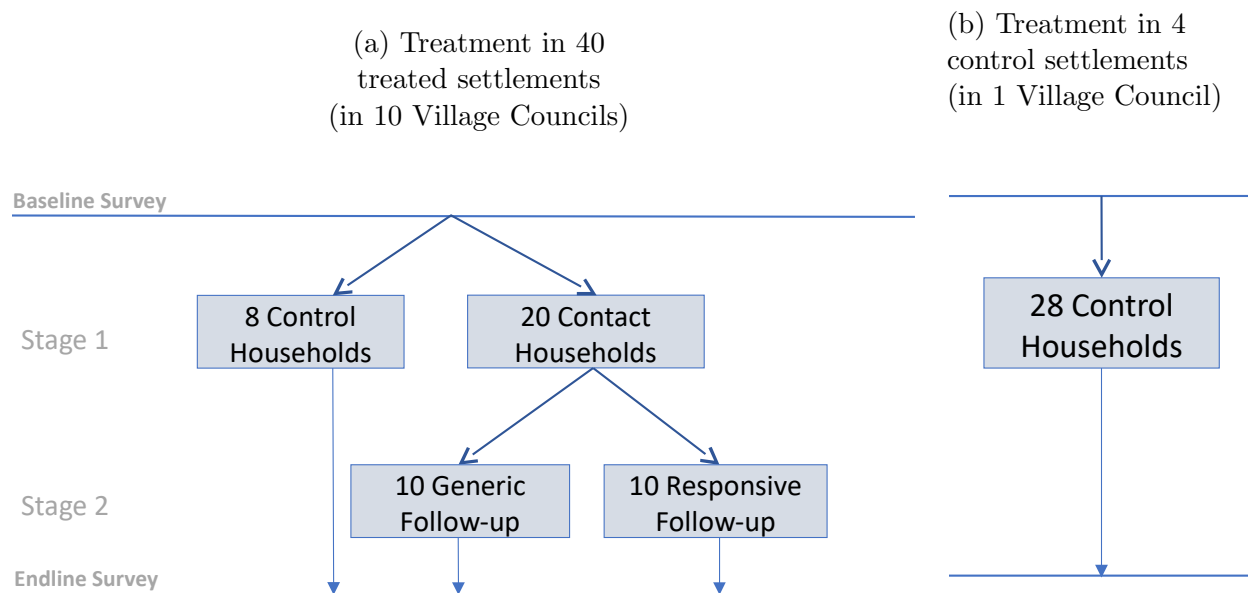 (a) Treatment in 40
treated settlements
(in 10 Village Councils)
(b) Treatment in 4
control settlements
(in 1 Village Council)
Baseline Survey
Stage 1
8 Control
Households
20 Contact
Households
28 Control
Households
Stage 2
10 Generic
Follow-up
10 Responsive
Follow-up
Endline Survey